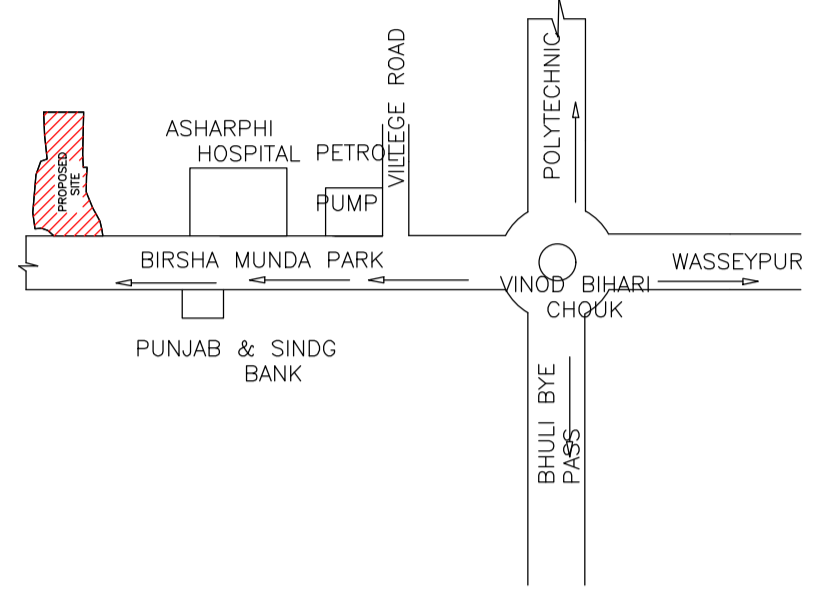 POLYTECHNIC
VILLEGE ROAD
ASHARPHI
HOSPITAL
PETROL
PUMP
PROPOSED
SITE
BIRSHA MUNDA PARK
VINOD BIHARI
CHOUK
WASSEYPUR
PUNJAB & SINDG
BANK
BHULI BYE
PASS